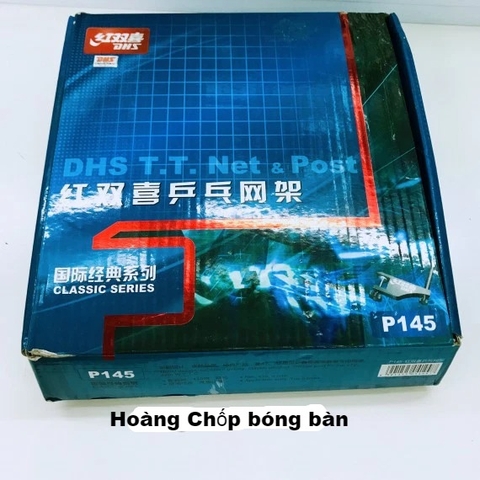 红双喜
DHS
DHS
DHS T.T. Net & Post
红双喜乒乓网架
国际经典系列
CLASSIC SERIES
P145
P145
Hoàng Chốp bóng bàn